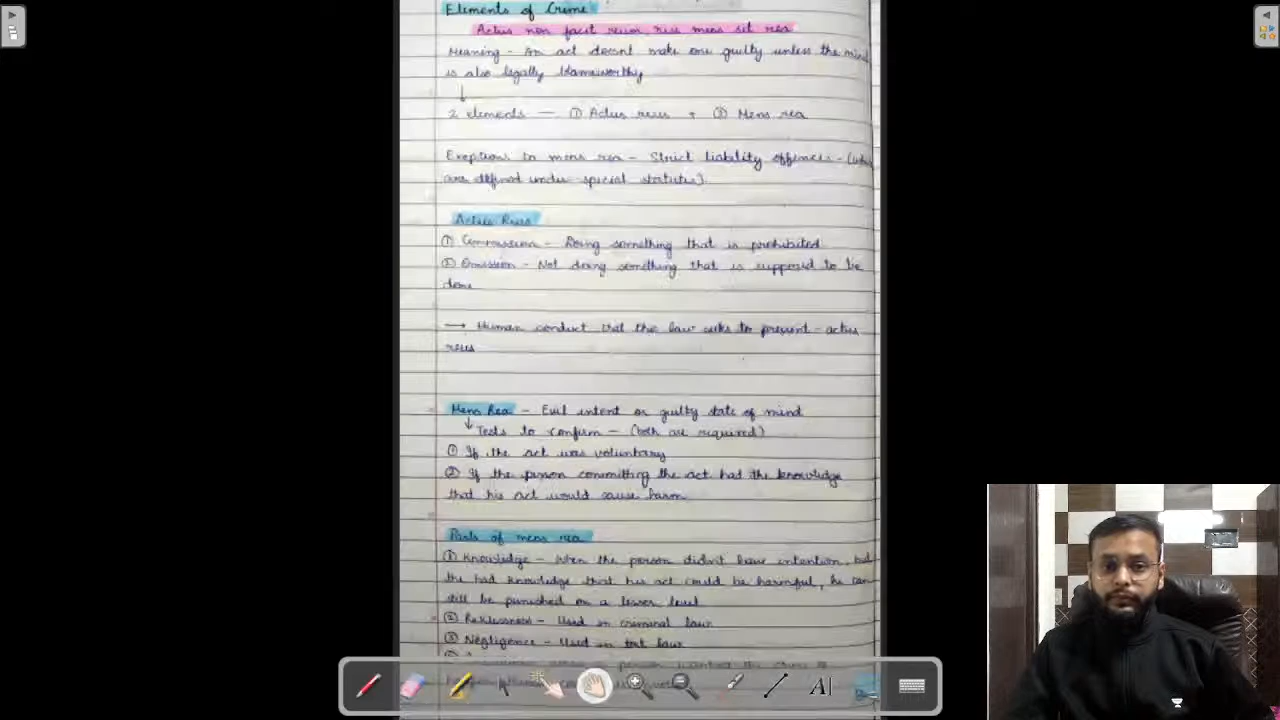 Elements of Crime
Actus non facit reum, nisi mens sit rea
Meaning - An act doesnt make one guilty unless the mind
is also legally blameworthy
2 elements — ① Actus reus + ② Mens rea
Exeptions to mens rea - Strict liability offences -
are defined under special statutes)
Actus Reus
① Commission - Doing something that is prohibited
② Omission - Not doing something that is supposed to be
done
→ Human conduct that the law seeks to prevent - actus
reus
Mens Rea - Evil intent or guilty state of mind
↓ Tests to confirm - (both are required)
① If the act was voluntary
② If the person committing the act had the knowledge
that his act would cause harm
Parts of mens rea
① Knowledge - When the person didn't have intention, but
he had knowledge that his act could be harmful, he can
still be punished on a lesser level
② Recklessness - Used in criminal law
③ Negligence - Used in tort law
person wanted the crime
A